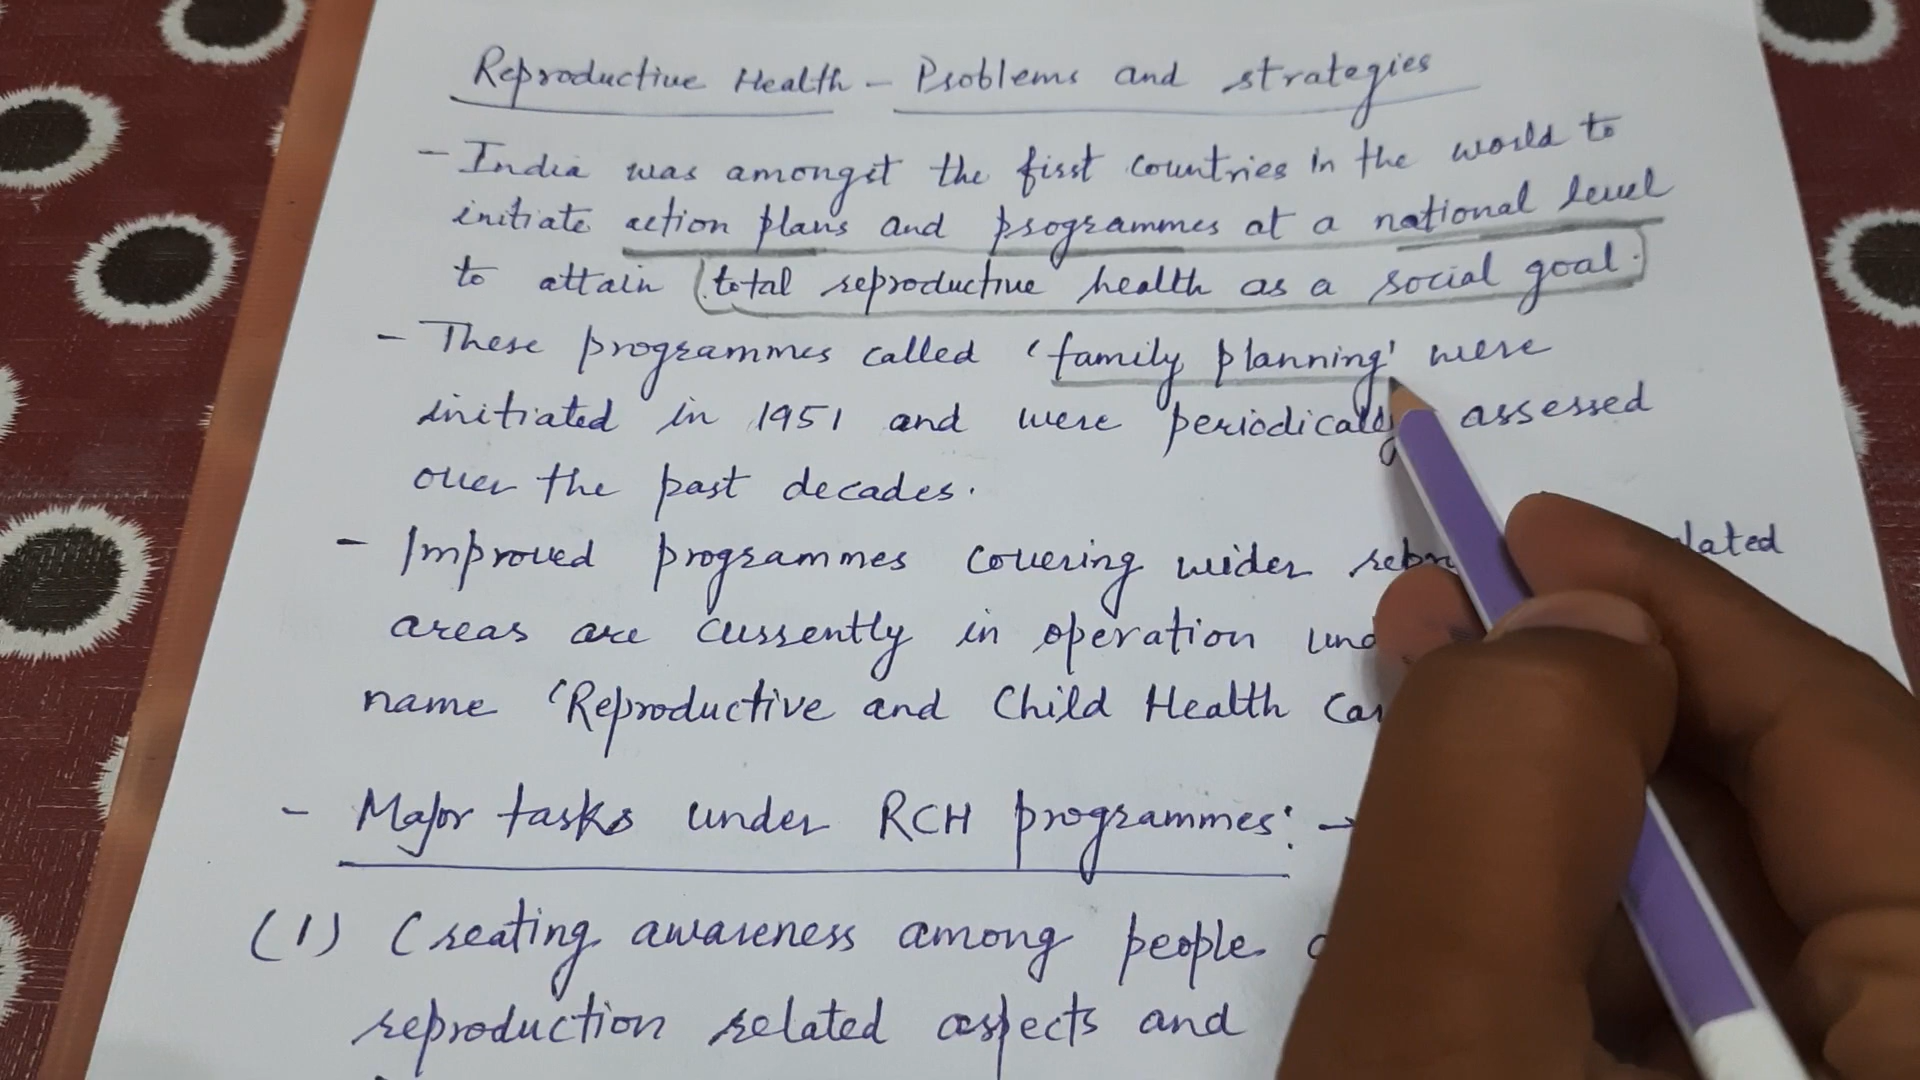 Reproductive Health - Problems and strategies
- India was amongst the first countries in the world to
initiate action plans and programmes at a national level
to attain total reproductive health as a social goal.
- These programmes called 'family planning' were
initiated in 1951 and were periodically assessed
over the past decades.
- Improved programmes covering wider
areas are currently in operation
name 'Reproductive and Child Health
- Major tasks under RCH programmes: →
(1) Creating awareness among people
reproduction related aspects and